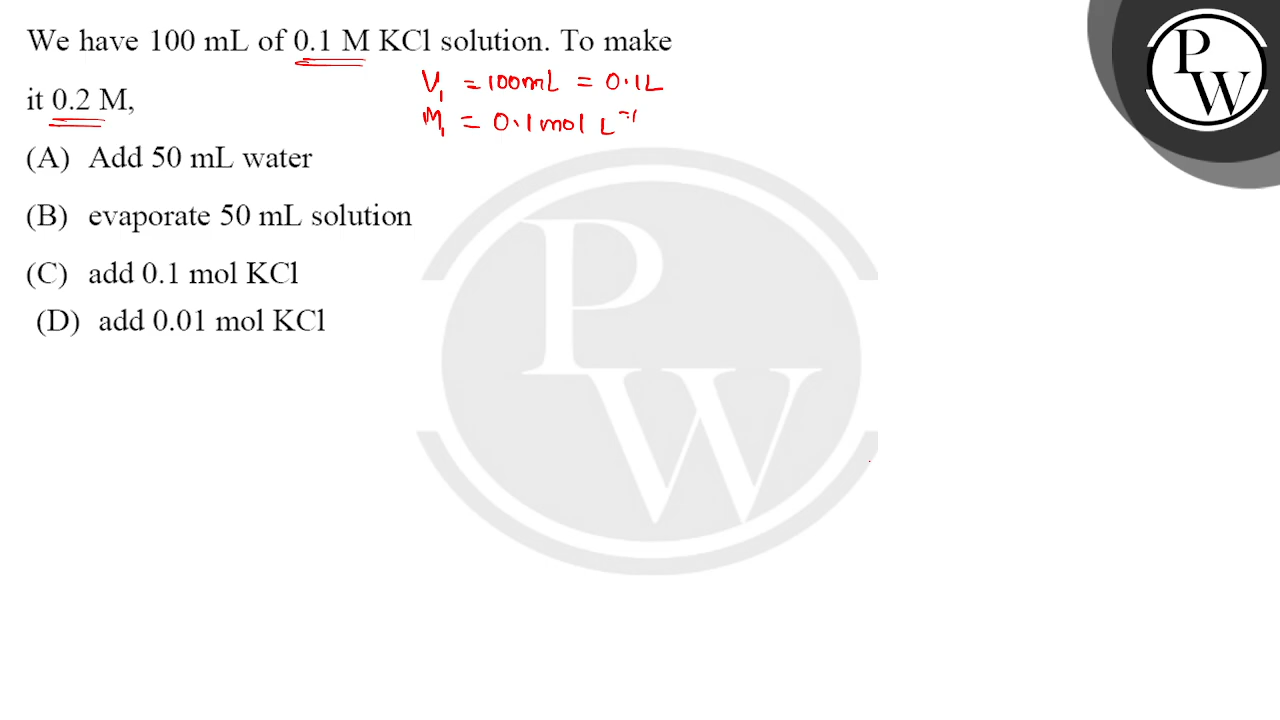 We have 100 mL of 0.1 M KCl solution. To make
it 0.2 M,
V₁ = 100mL = 0.1L
M₁ = 0.1mol L⁻¹
(A) Add 50 mL water
(B) evaporate 50 mL solution
(C) add 0.1 mol KCl
(D) add 0.01 mol KCl
P
W
P
W